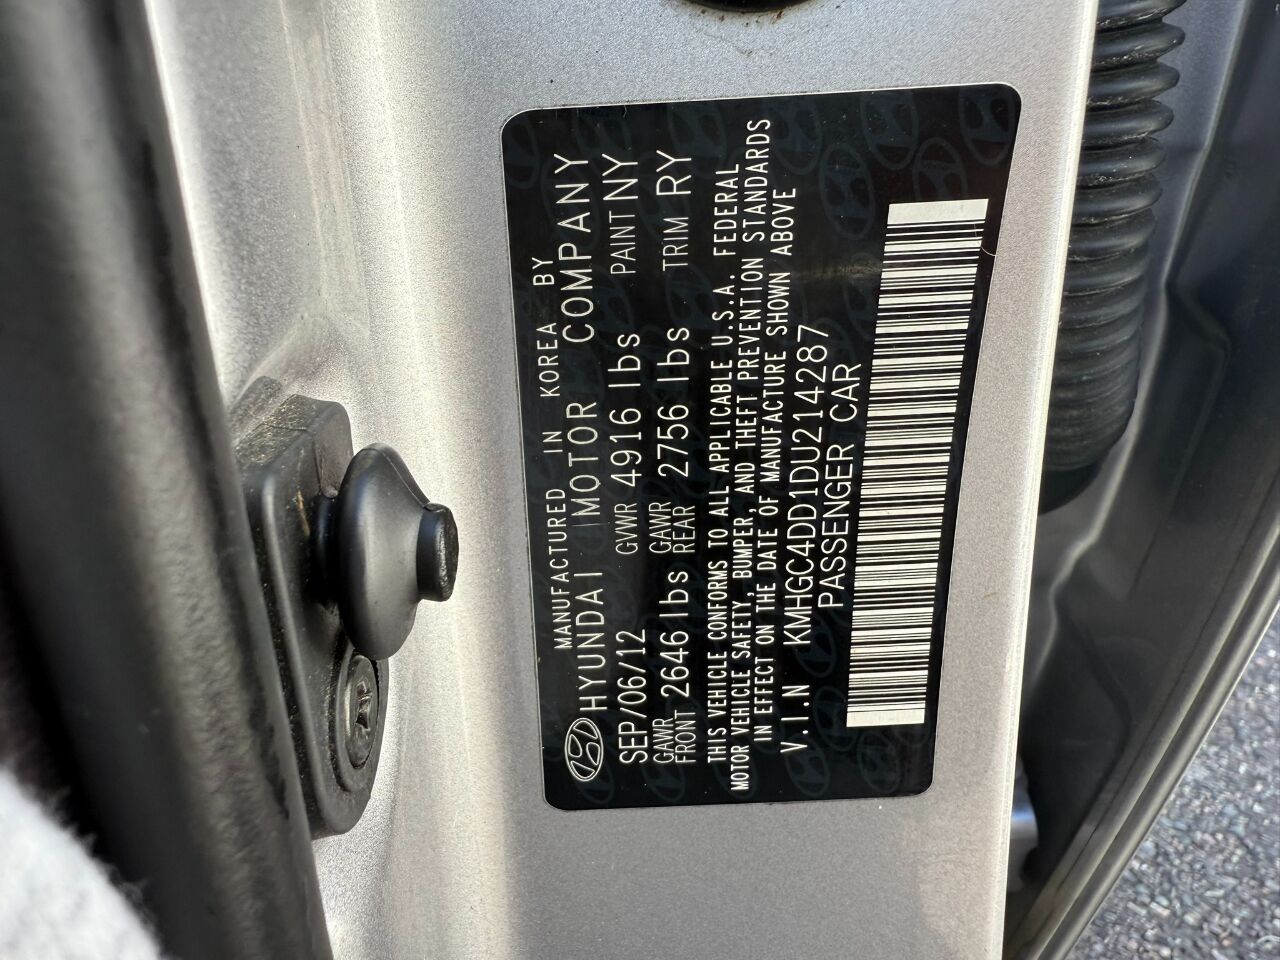 MANUFACTURED IN KOREA BY
HYUNDAI MOTOR COMPANY
SEP/06/12 GVWR 4916 lbs PAINT NY
GAWR FRONT 2646 lbs GAWR REAR 2756 lbs TRIM RY
THIS VEHICLE CONFORMS TO ALL APPLICABLE U.S.A. FEDERAL
MOTOR VEHICLE SAFETY, BUMPER, AND THEFT PREVENTION STANDARDS
IN EFFECT ON THE DATE OF MANUFACTURE SHOWN ABOVE
V.I.N KMHGC4DD1DU214287
PASSENGER CAR